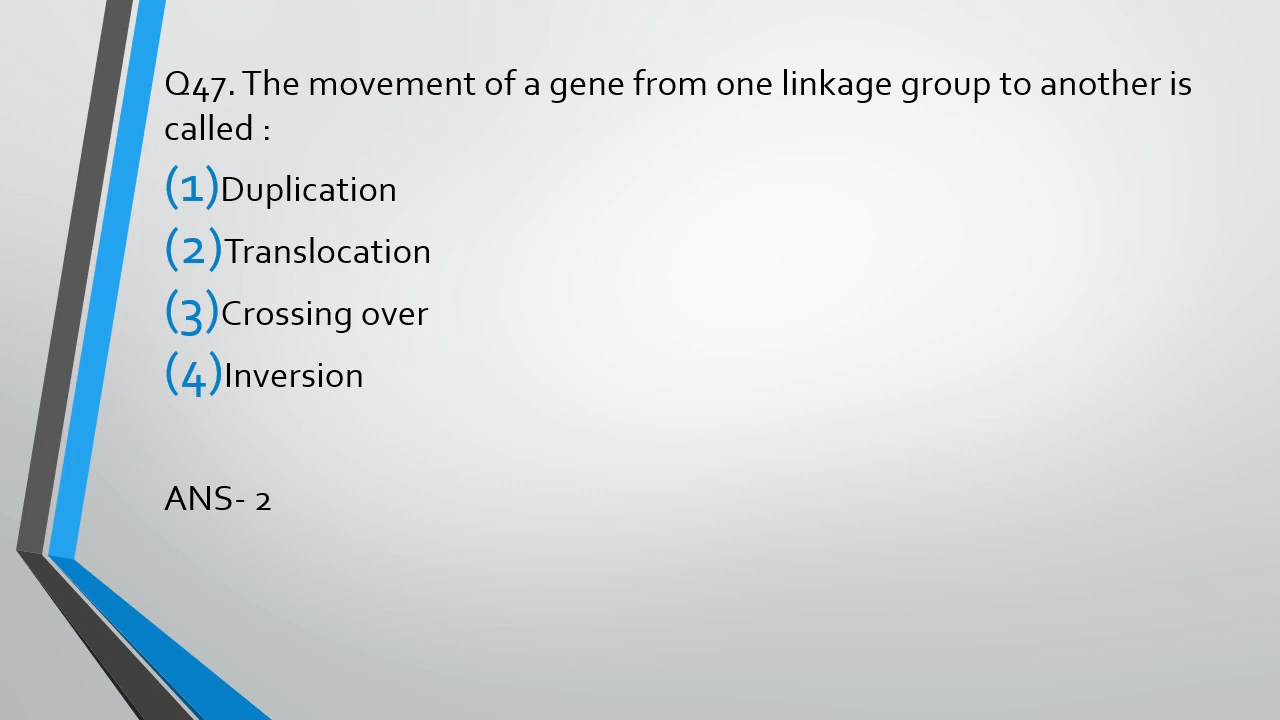 Q47. The movement of a gene from one linkage group to another is
called :
(1)Duplication
(2)Translocation
(3)Crossing over
(4)Inversion
ANS- 2